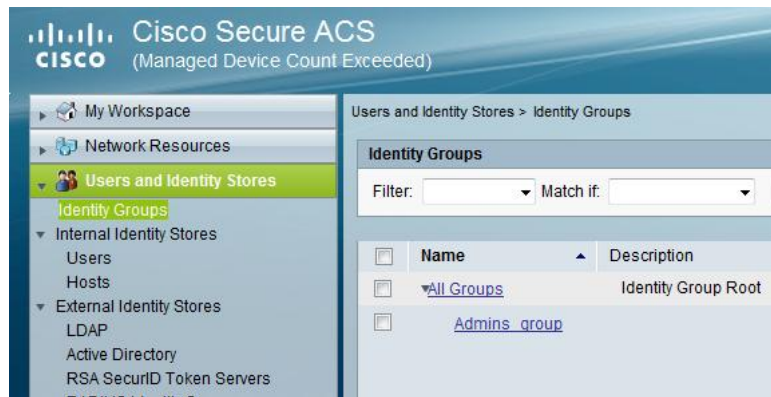 Cisco Secure ACS
CISCO (Managed Device Count Exceeded)
My Workspace
Network Resources
Users and Identity Stores
Identity Groups
Internal Identity Stores
Users
Hosts
External Identity Stores
LDAP
Active Directory
RSA SecurID Token Servers
Users and Identity Stores > Identity Groups
Identity Groups
Filter: Match if:
Name Description
All Groups Identity Group Root
Admins_group